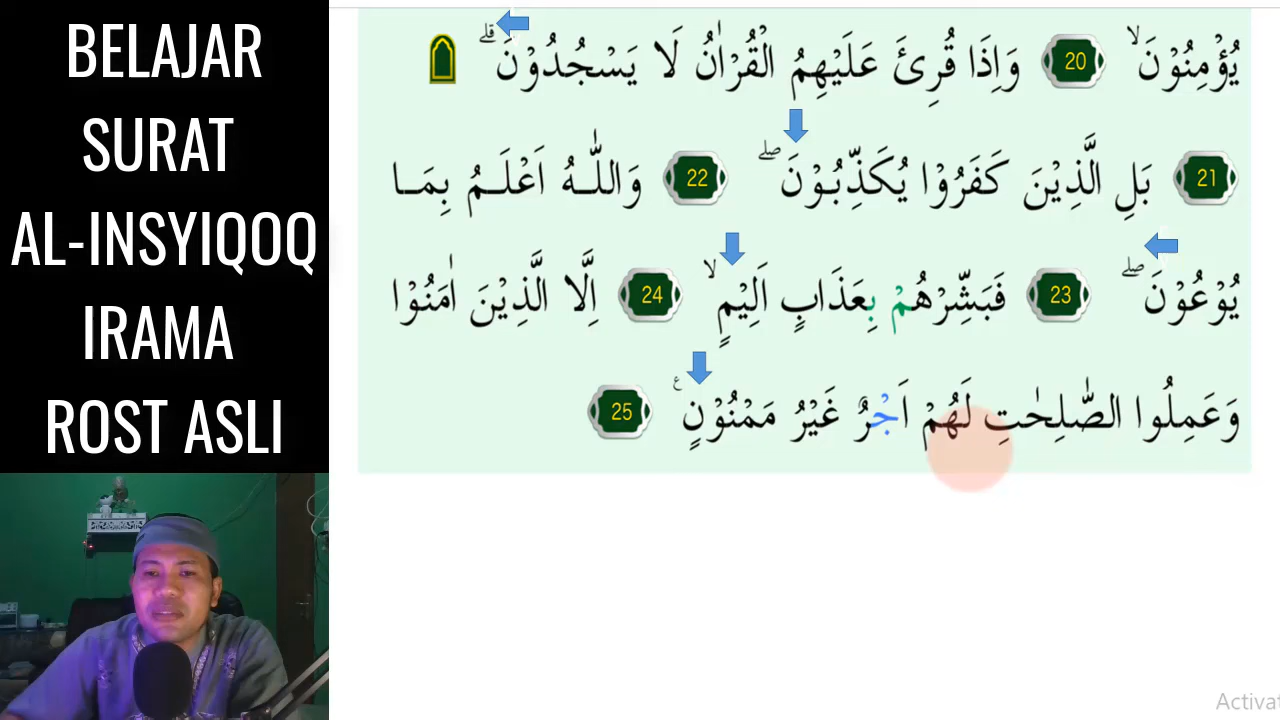 BELAJAR
SURAT
AL-INSYIQOQ
IRAMA
ROST ASLI
يُؤْمِنُوْنَ ۙ 20 وَاِذَا قُرِئَ عَلَيْهِمُ الْقُرْاٰنُ لَا يَسْجُدُوْنَ ۗ
21 بَلِ الَّذِيْنَ كَفَرُوْا يُكَذِّبُوْنَ ۖ 22 وَاللّٰهُ اَعْلَمُ بِمَا
يُوْعُوْنَ ۖ 23 فَبَشِّرْهُمْ بِعَذَابٍ اَلِيْمٍ ۙ 24 اِلَّا الَّذِيْنَ اٰمَنُوْا
وَعَمِلُوا الصّٰلِحٰتِ لَهُمْ اَجْرٌ غَيْرُ مَمْنُوْنٍ ࣖ 25